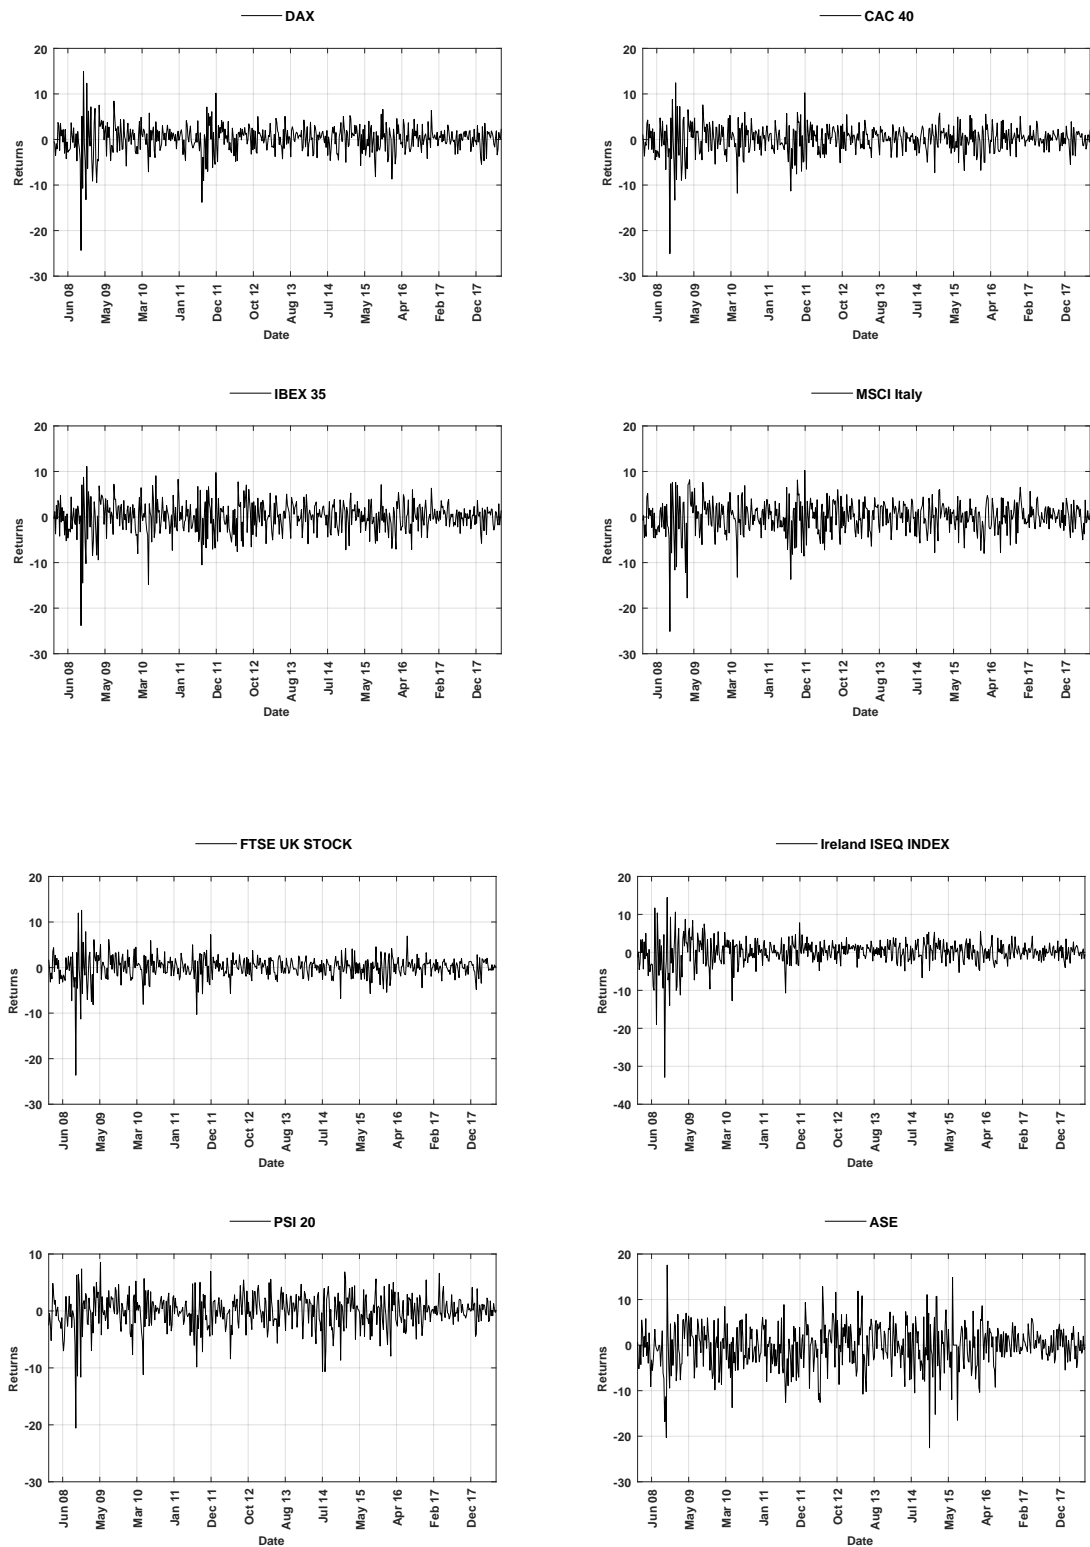 DAX
20
10
0
-10
-20
-30
Returns
Jun 08
May 09
Mar 10
Jan 11
Dec 11
Oct 12
Aug 13
Jul 14
May 15
Apr 16
Feb 17
Dec 17
Date
CAC 40
20
10
0
-10
-20
-30
Returns
Jun 08
May 09
Mar 10
Jan 11
Dec 11
Oct 12
Aug 13
Jul 14
May 15
Apr 16
Feb 17
Dec 17
Date
IBEX 35
20
10
0
-10
-20
-30
Returns
Jun 08
May 09
Mar 10
Jan 11
Dec 11
Oct 12
Aug 13
Jul 14
May 15
Apr 16
Feb 17
Dec 17
Date
MSCI Italy
20
10
0
-10
-20
-30
Returns
Jun 08
May 09
Mar 10
Jan 11
Dec 11
Oct 12
Aug 13
Jul 14
May 15
Apr 16
Feb 17
Dec 17
Date
FTSE UK STOCK
20
10
0
-10
-20
-30
Returns
Jun 08
May 09
Mar 10
Jan 11
Dec 11
Oct 12
Aug 13
Jul 14
May 15
Apr 16
Feb 17
Dec 17
Date
Ireland ISEQ INDEX
20
10
0
-10
-20
-30
-40
Returns
Jun 08
May 09
Mar 10
Jan 11
Dec 11
Oct 12
Aug 13
Jul 14
May 15
Apr 16
Feb 17
Dec 17
Date
PSI 20
10
0
-10
-20
-30
Returns
Jun 08
May 09
Mar 10
Jan 11
Dec 11
Oct 12
Aug 13
Jul 14
May 15
Apr 16
Feb 17
Dec 17
Date
ASE
20
10
0
-10
-20
-30
Returns
Jun 08
May 09
Mar 10
Jan 11
Dec 11
Oct 12
Aug 13
Jul 14
May 15
Apr 16
Feb 17
Dec 17
Date